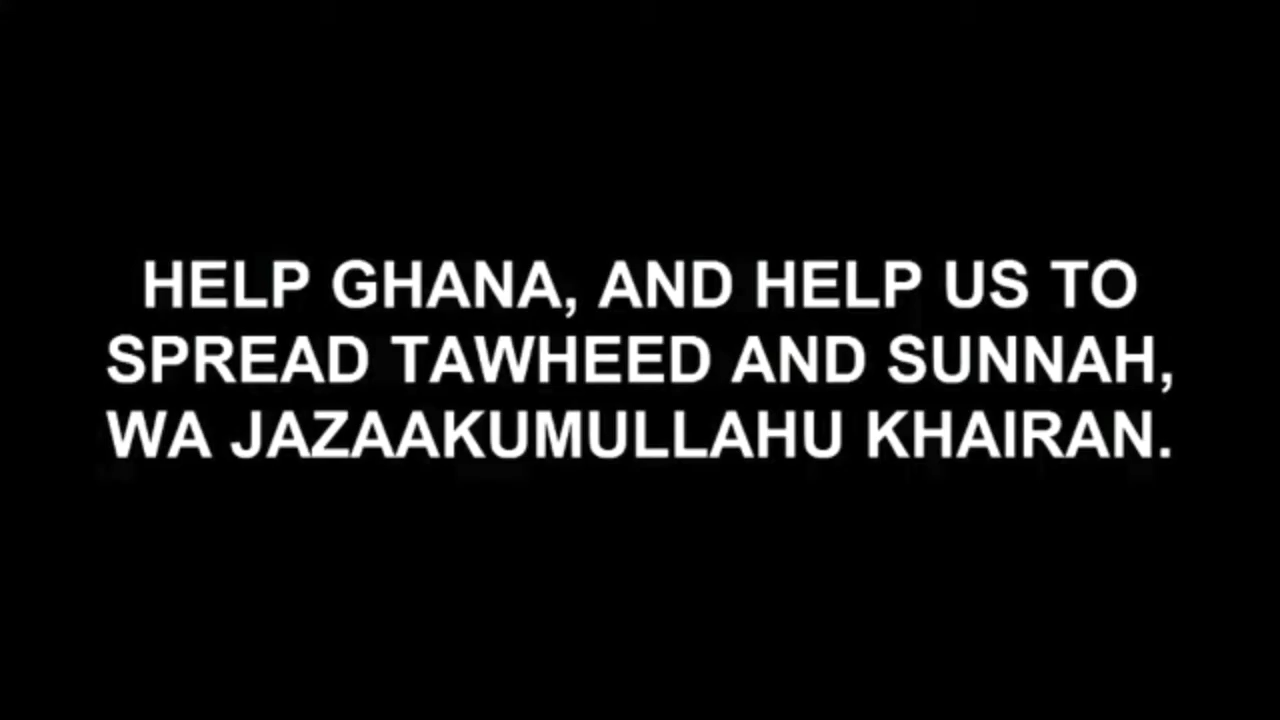 HELP GHANA, AND HELP US TO
SPREAD TAWHEED AND SUNNAH,
WA JAZAAKUMULLAHU KHAIRAN.